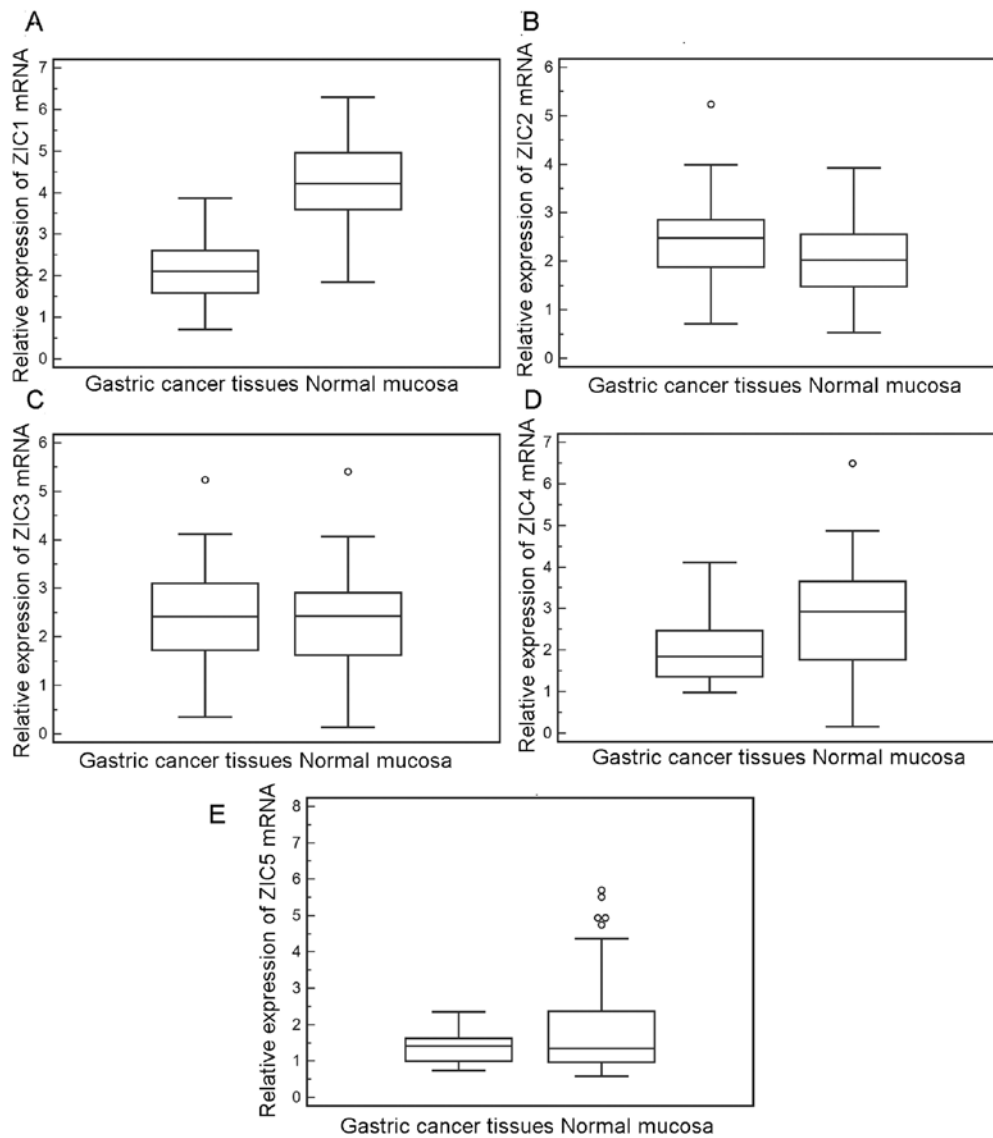 A
Relative expression of ZIC1 mRNA
7
6
5
4
3
2
1
0
Gastric cancer tissues Normal mucosa
B
Relative expression of ZIC2 mRNA
6
5
4
3
2
1
0
Gastric cancer tissues Normal mucosa
C
Relative expression of ZIC3 mRNA
6
5
4
3
2
1
0
Gastric cancer tissues Normal mucosa
D
Relative expression of ZIC4 mRNA
7
6
5
4
3
2
1
0
Gastric cancer tissues Normal mucosa
E
Relative expression of ZIC5 mRNA
8
7
6
5
4
3
2
1
0
Gastric cancer tissues Normal mucosa